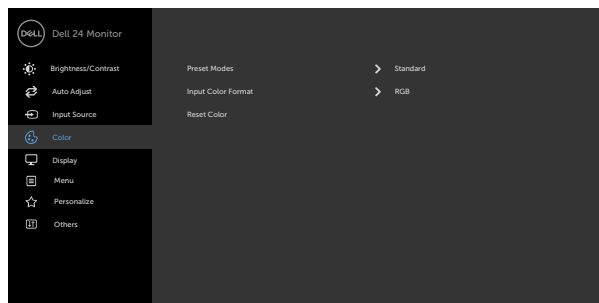 DELL Dell 24 Monitor
Brightness/Contrast
Auto Adjust
Input Source
Color
Display
Menu
Personalize
Others
Preset Modes Standard
Input Color Format RGB
Reset Color